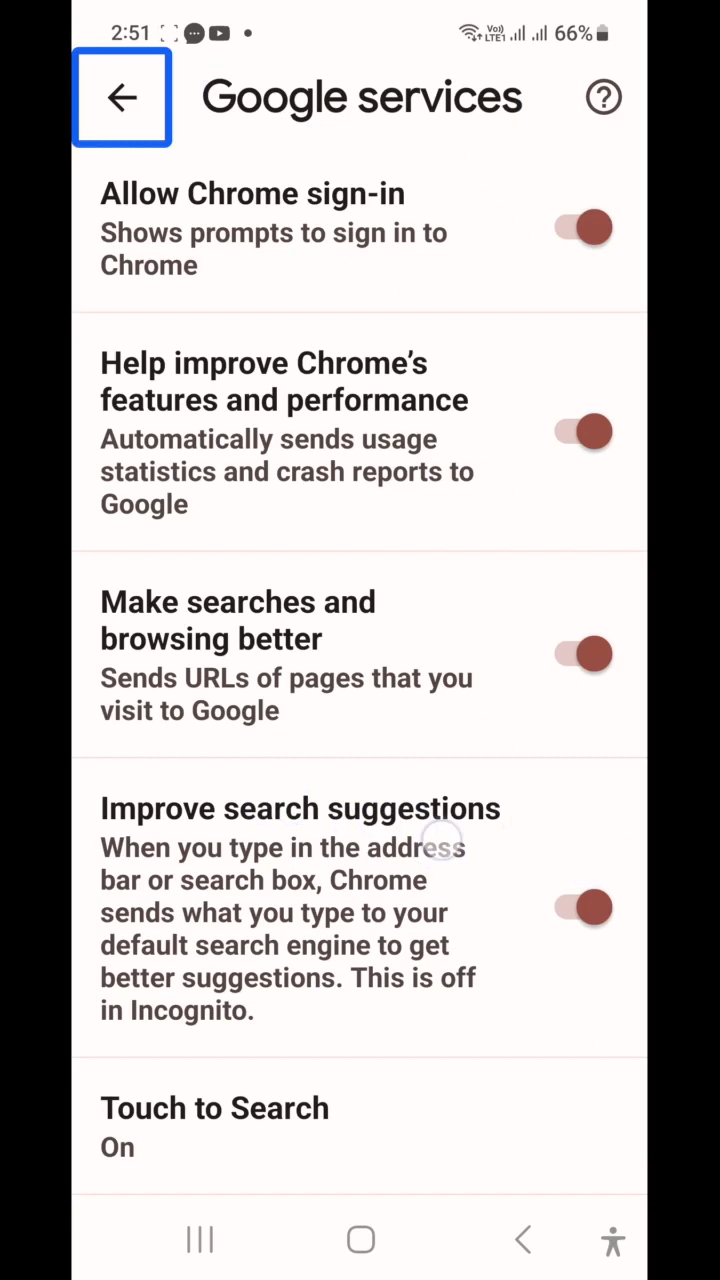 2:51 Vo) LTE1 66%
Google services
Allow Chrome sign-in
Shows prompts to sign in to
Chrome
Help improve Chrome’s
features and performance
Automatically sends usage
statistics and crash reports to
Google
Make searches and
browsing better
Sends URLs of pages that you
visit to Google
Improve search suggestions
When you type in the address
bar or search box, Chrome
sends what you type to your
default search engine to get
better suggestions. This is off
in Incognito.
Touch to Search
On